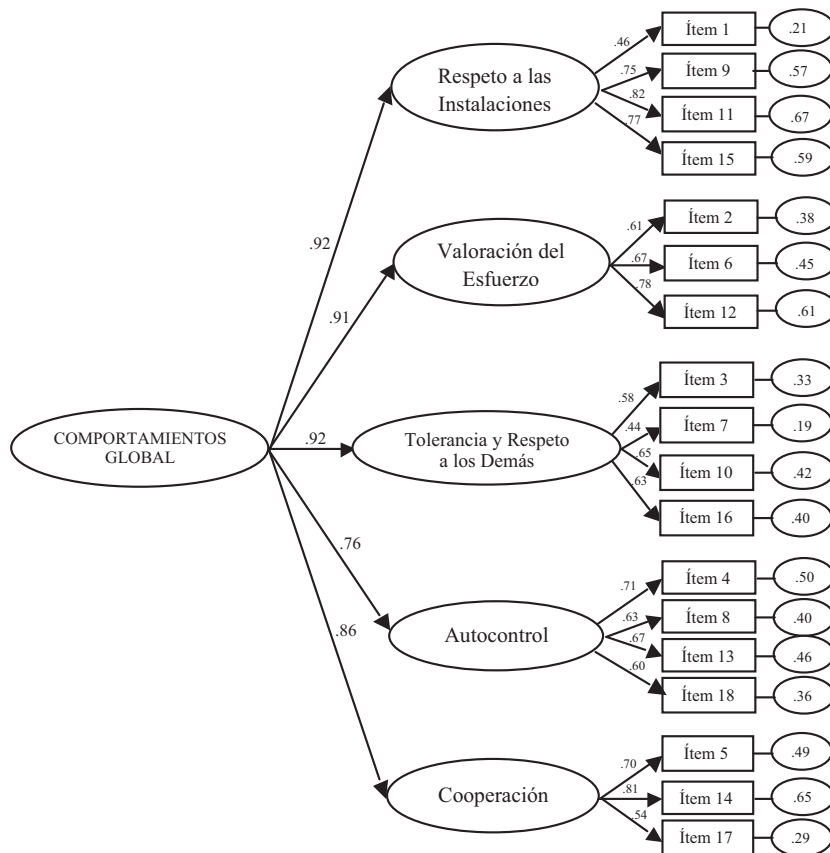 .46
Ítem 1
.21
Respeto a las
Instalaciones
.75
Ítem 9
.57
.82
Ítem 11
.67
.77
Ítem 15
.59
.92
Valoración del
Esfuerzo
.61
Ítem 2
.38
.67
Ítem 6
.45
.78
Ítem 12
.61
.91
COMPORTAMIENTOS
GLOBAL
.92
Tolerancia y Respeto
a los Demás
.58
Ítem 3
.33
.44
Ítem 7
.19
.65
Ítem 10
.42
.63
Ítem 16
.40
.76
Autocontrol
.71
Ítem 4
.50
.63
Ítem 8
.40
.67
Ítem 13
.46
.60
Ítem 18
.36
.86
Cooperación
.70
Ítem 5
.49
.81
Ítem 14
.65
.54
Ítem 17
.29